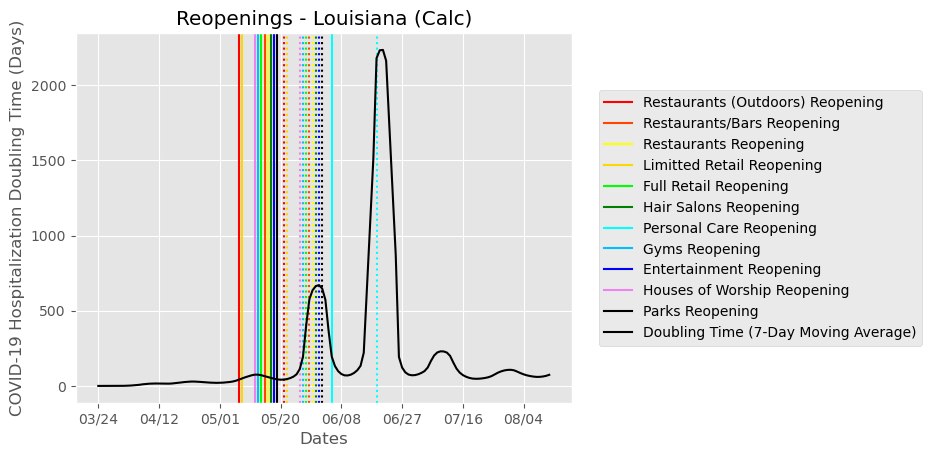 Reopenings - Louisiana (Calc)
COVID-19 Hospitalization Doubling Time (Days)
2000
1500
1000
500
0
03/24 04/12 05/01 05/20 06/08 06/27 07/16 08/04
Dates
Restaurants (Outdoors) Reopening
Restaurants/Bars Reopening
Restaurants Reopening
Limitted Retail Reopening
Full Retail Reopening
Hair Salons Reopening
Personal Care Reopening
Gyms Reopening
Entertainment Reopening
Houses of Worship Reopening
Parks Reopening
Doubling Time (7-Day Moving Average)